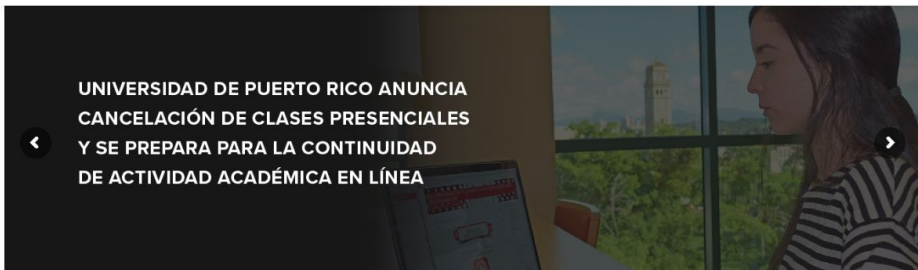 UNIVERSIDAD DE PUERTO RICO ANUNCIA
CANCELACIÓN DE CLASES PRESENCIALES
Y SE PREPARA PARA LA CONTINUIDAD
DE ACTIVIDAD ACADÉMICA EN LÍNEA